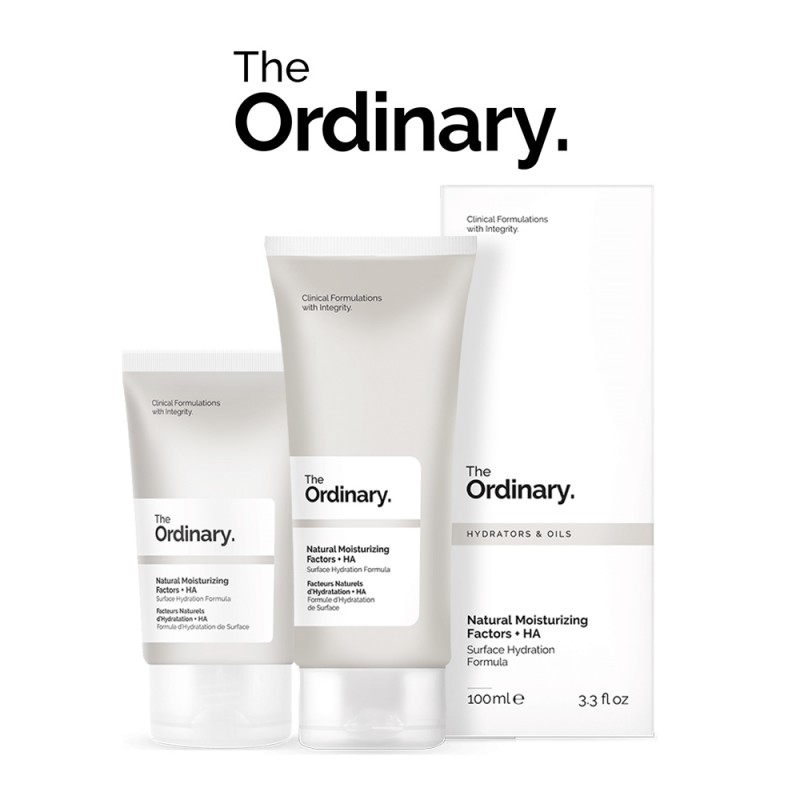 The
Ordinary.
Clinical Formulations
with Integrity.
The
Ordinary.
Natural Moisturizing
Factors + HA
Surface Hydration Formula
Facteurs Naturels
d'Hydratation + HA
Formule d'Hydratation de Surface
Clinical Formulations
with Integrity.
The
Ordinary.
Natural Moisturizing
Factors + HA
Surface Hydration Formula
Facteurs Naturels
d'Hydratation + HA
Formule d'Hydratation
de Surface
Clinical Formulations
with Integrity.
The
Ordinary.
HYDRATORS & OILS
Natural Moisturizing
Factors + HA
Surface Hydration
Formula
100ml ℮ 3.3 fl oz